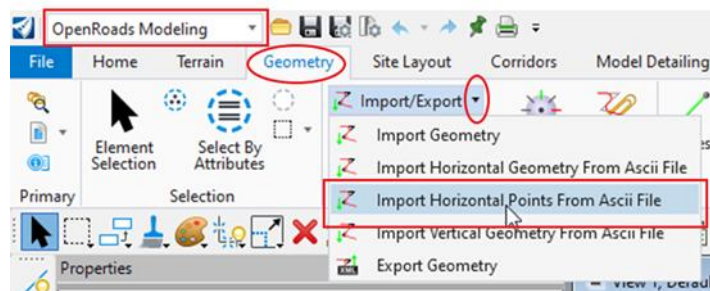 OpenRoads Modeling
File Home Terrain Geometry Site Layout Corridors Model Detailing
Import/Export
Element Selection
Select By Attributes
Import Geometry
Import Horizontal Geometry From Ascii File
Primary Selection
Import Horizontal Points From Ascii File
Import Vertical Geometry From Ascii File
Properties
Export Geometry
View 1, Defau